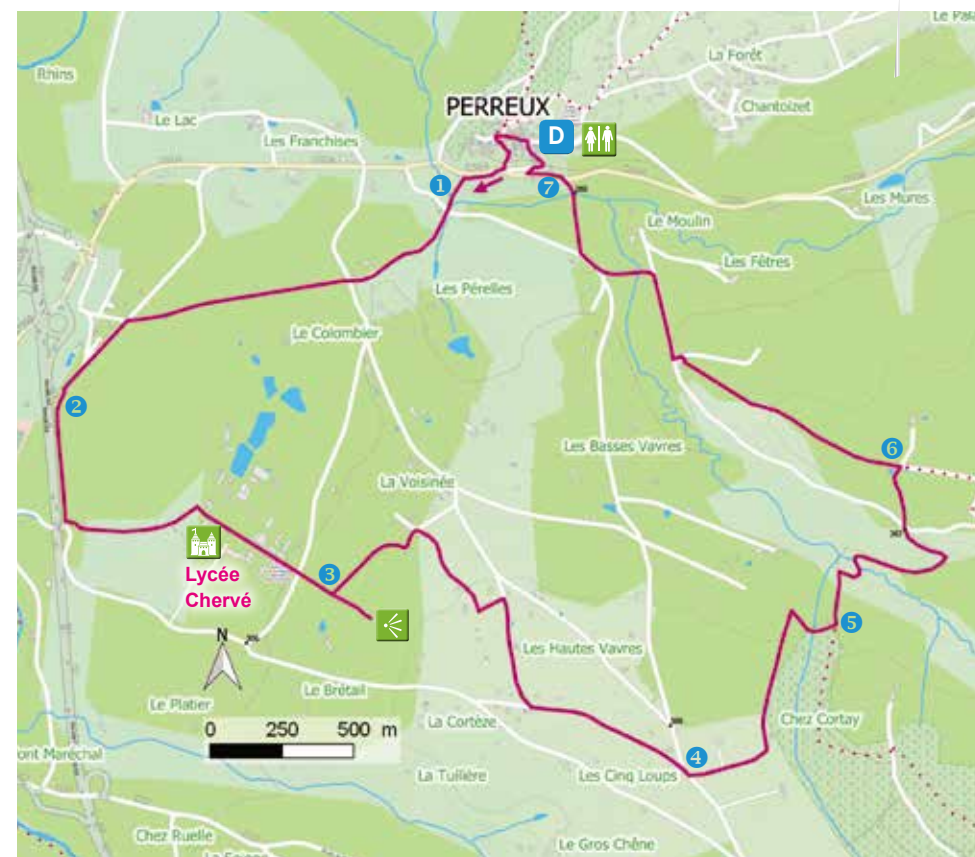 Le Pal
Rhins
La Forêt
PERREUX
Chantoizet
Le Lac
D
Les Franchises
1
7
Les Mures
Le Moulin
Les Fêtres
Les Pérelles
Le Colombier
2
Les Basses Vavres
6
La Voisinée
Lycée
Chervé
3
5
N
Les Hautes Vavres
Le Brêtail
Le Platier
La Cortèze
Chez Cortay
0 250 500 m
ont Maréchal
4
La Tuilière
Les Cinq Loups
Chez Ruelle
Le Gros Chêne